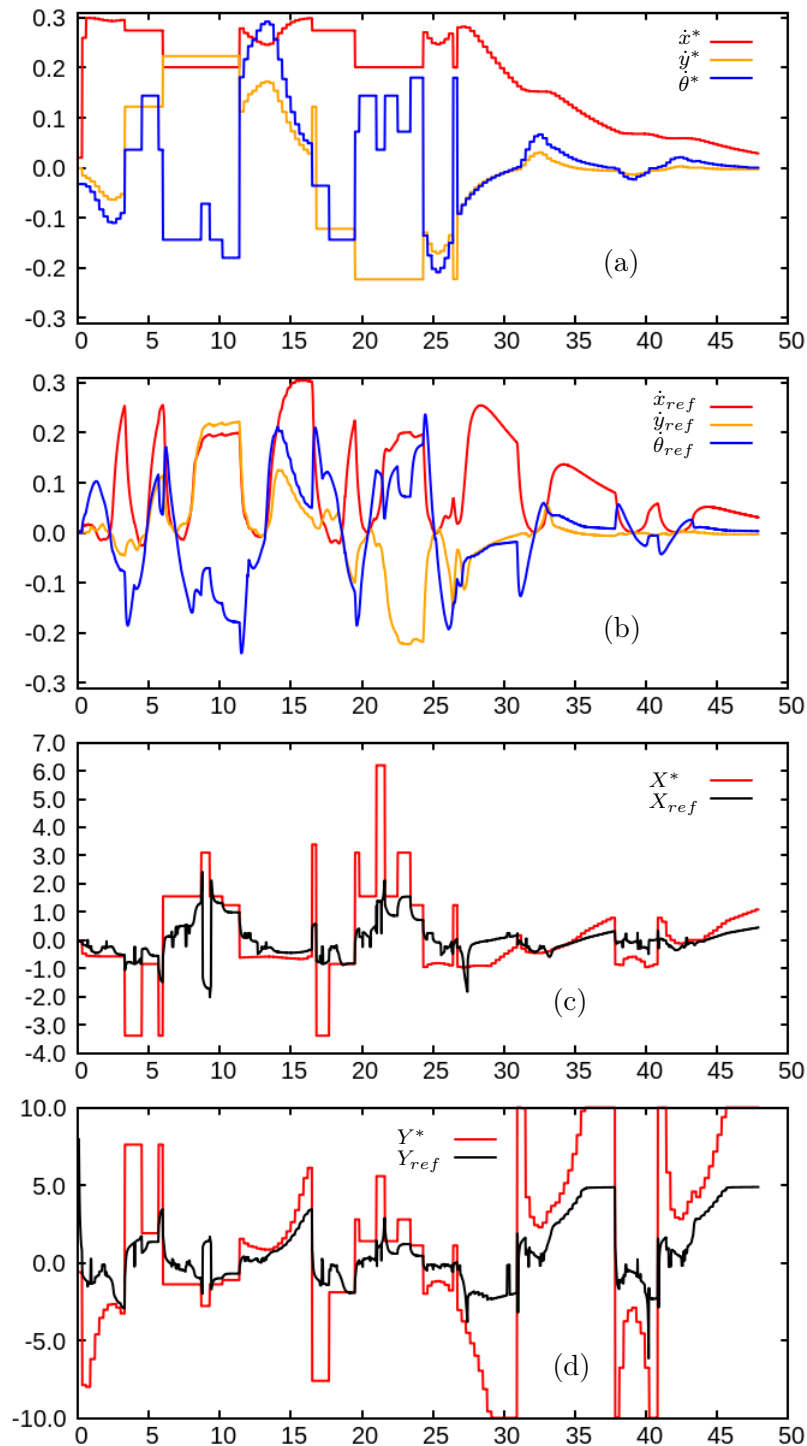 0.3
0.2
0.1
0.0
-0.1
-0.2
-0.3
ẋ*
ẏ*
θ̇*
(a)
0 5 10 15 20 25 30 35 40 45 50
0.3
0.2
0.1
0.0
-0.1
-0.2
-0.3
ẋref
ẏref
θ̇ref
(b)
0 5 10 15 20 25 30 35 40 45 50
7.0
6.0
5.0
4.0
3.0
2.0
1.0
0.0
-1.0
-2.0
-3.0
-4.0
X*
Xref
(c)
0 5 10 15 20 25 30 35 40 45 50
10.0
5.0
0.0
-5.0
-10.0
Y*
Yref
(d)
0 5 10 15 20 25 30 35 40 45 50